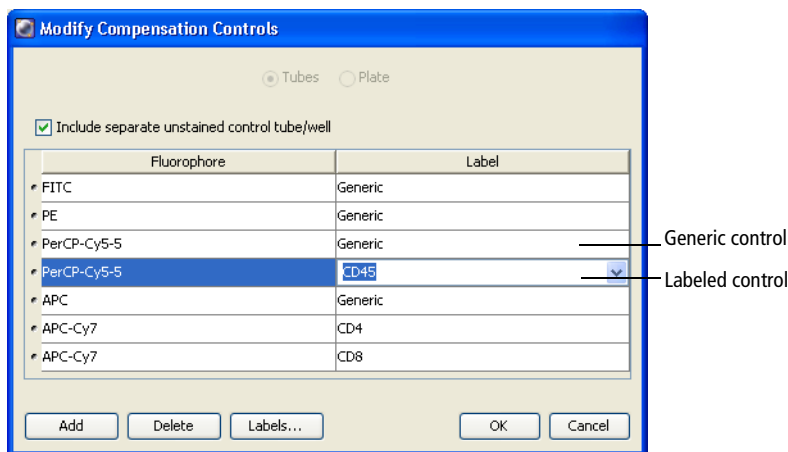 Modify Compensation Controls
Tubes Plate
Include separate unstained control tube/well
Fluorophore Label
FITC Generic
PE Generic
PerCP-Cy5-5 Generic
Generic control
PerCP-Cy5-5 CD45
Labeled control
APC Generic
APC-Cy7 CD4
APC-Cy7 CD8
Add Delete Labels... OK Cancel